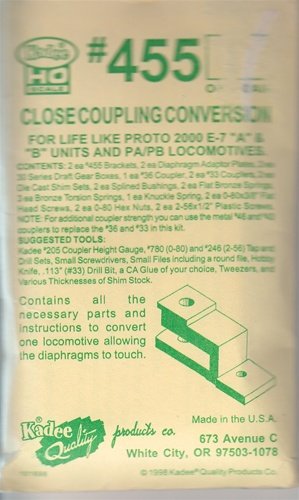 Kadee
HO
SCALE
#455
CLOSE COUPLING CONVERSION
FOR LIFE LIKE PROTO 2000 E-7 "A" &
"B" UNITS AND PA/PB LOCOMOTIVES.
CONTENTS: 2 ea #455 Brackets, 2 ea Diaphragm Adaptor Plates, 3 ea
30 Series Draft Gear Boxes, 1 ea #36 Coupler, 2 ea #33 Couplers, 2 ea
Die Cast Shim Sets, 2 ea Splined Bushings, 2 ea Flat Bronze Springs,
3 ea Bronze Torsion Springs, 1 ea Knuckle Spring, 2 ea 0-80x3/8" Flat
Head Screws, 2 ea 0-80 Hex Nuts, 2 ea 2-56x1/2" Plastic Screws.
NOTE: For additional coupler strength you can use the metal #46 and #43
couplers to replace the #36 and #33 in this kit.
SUGGESTED TOOLS:
Kadee #205 Coupler Height Gauge, #780 (0-80) and #246 (2-56) Tap and
Drill Sets, Small Screwdrivers, Small Files including a round file, Hobby
Knife, .113" (#33) Drill Bit, a CA Glue of your choice, Tweezers, and
Various Thicknesses of Shim Stock.
Contains all the
necessary parts and
instructions to convert
one locomotive allowing
the diaphragms to touch.
Kadee Quality products co.
Made in the U.S.A.
673 Avenue C
White City, OR 97503-1078
© 1998 Kadee® Quality Products Co.